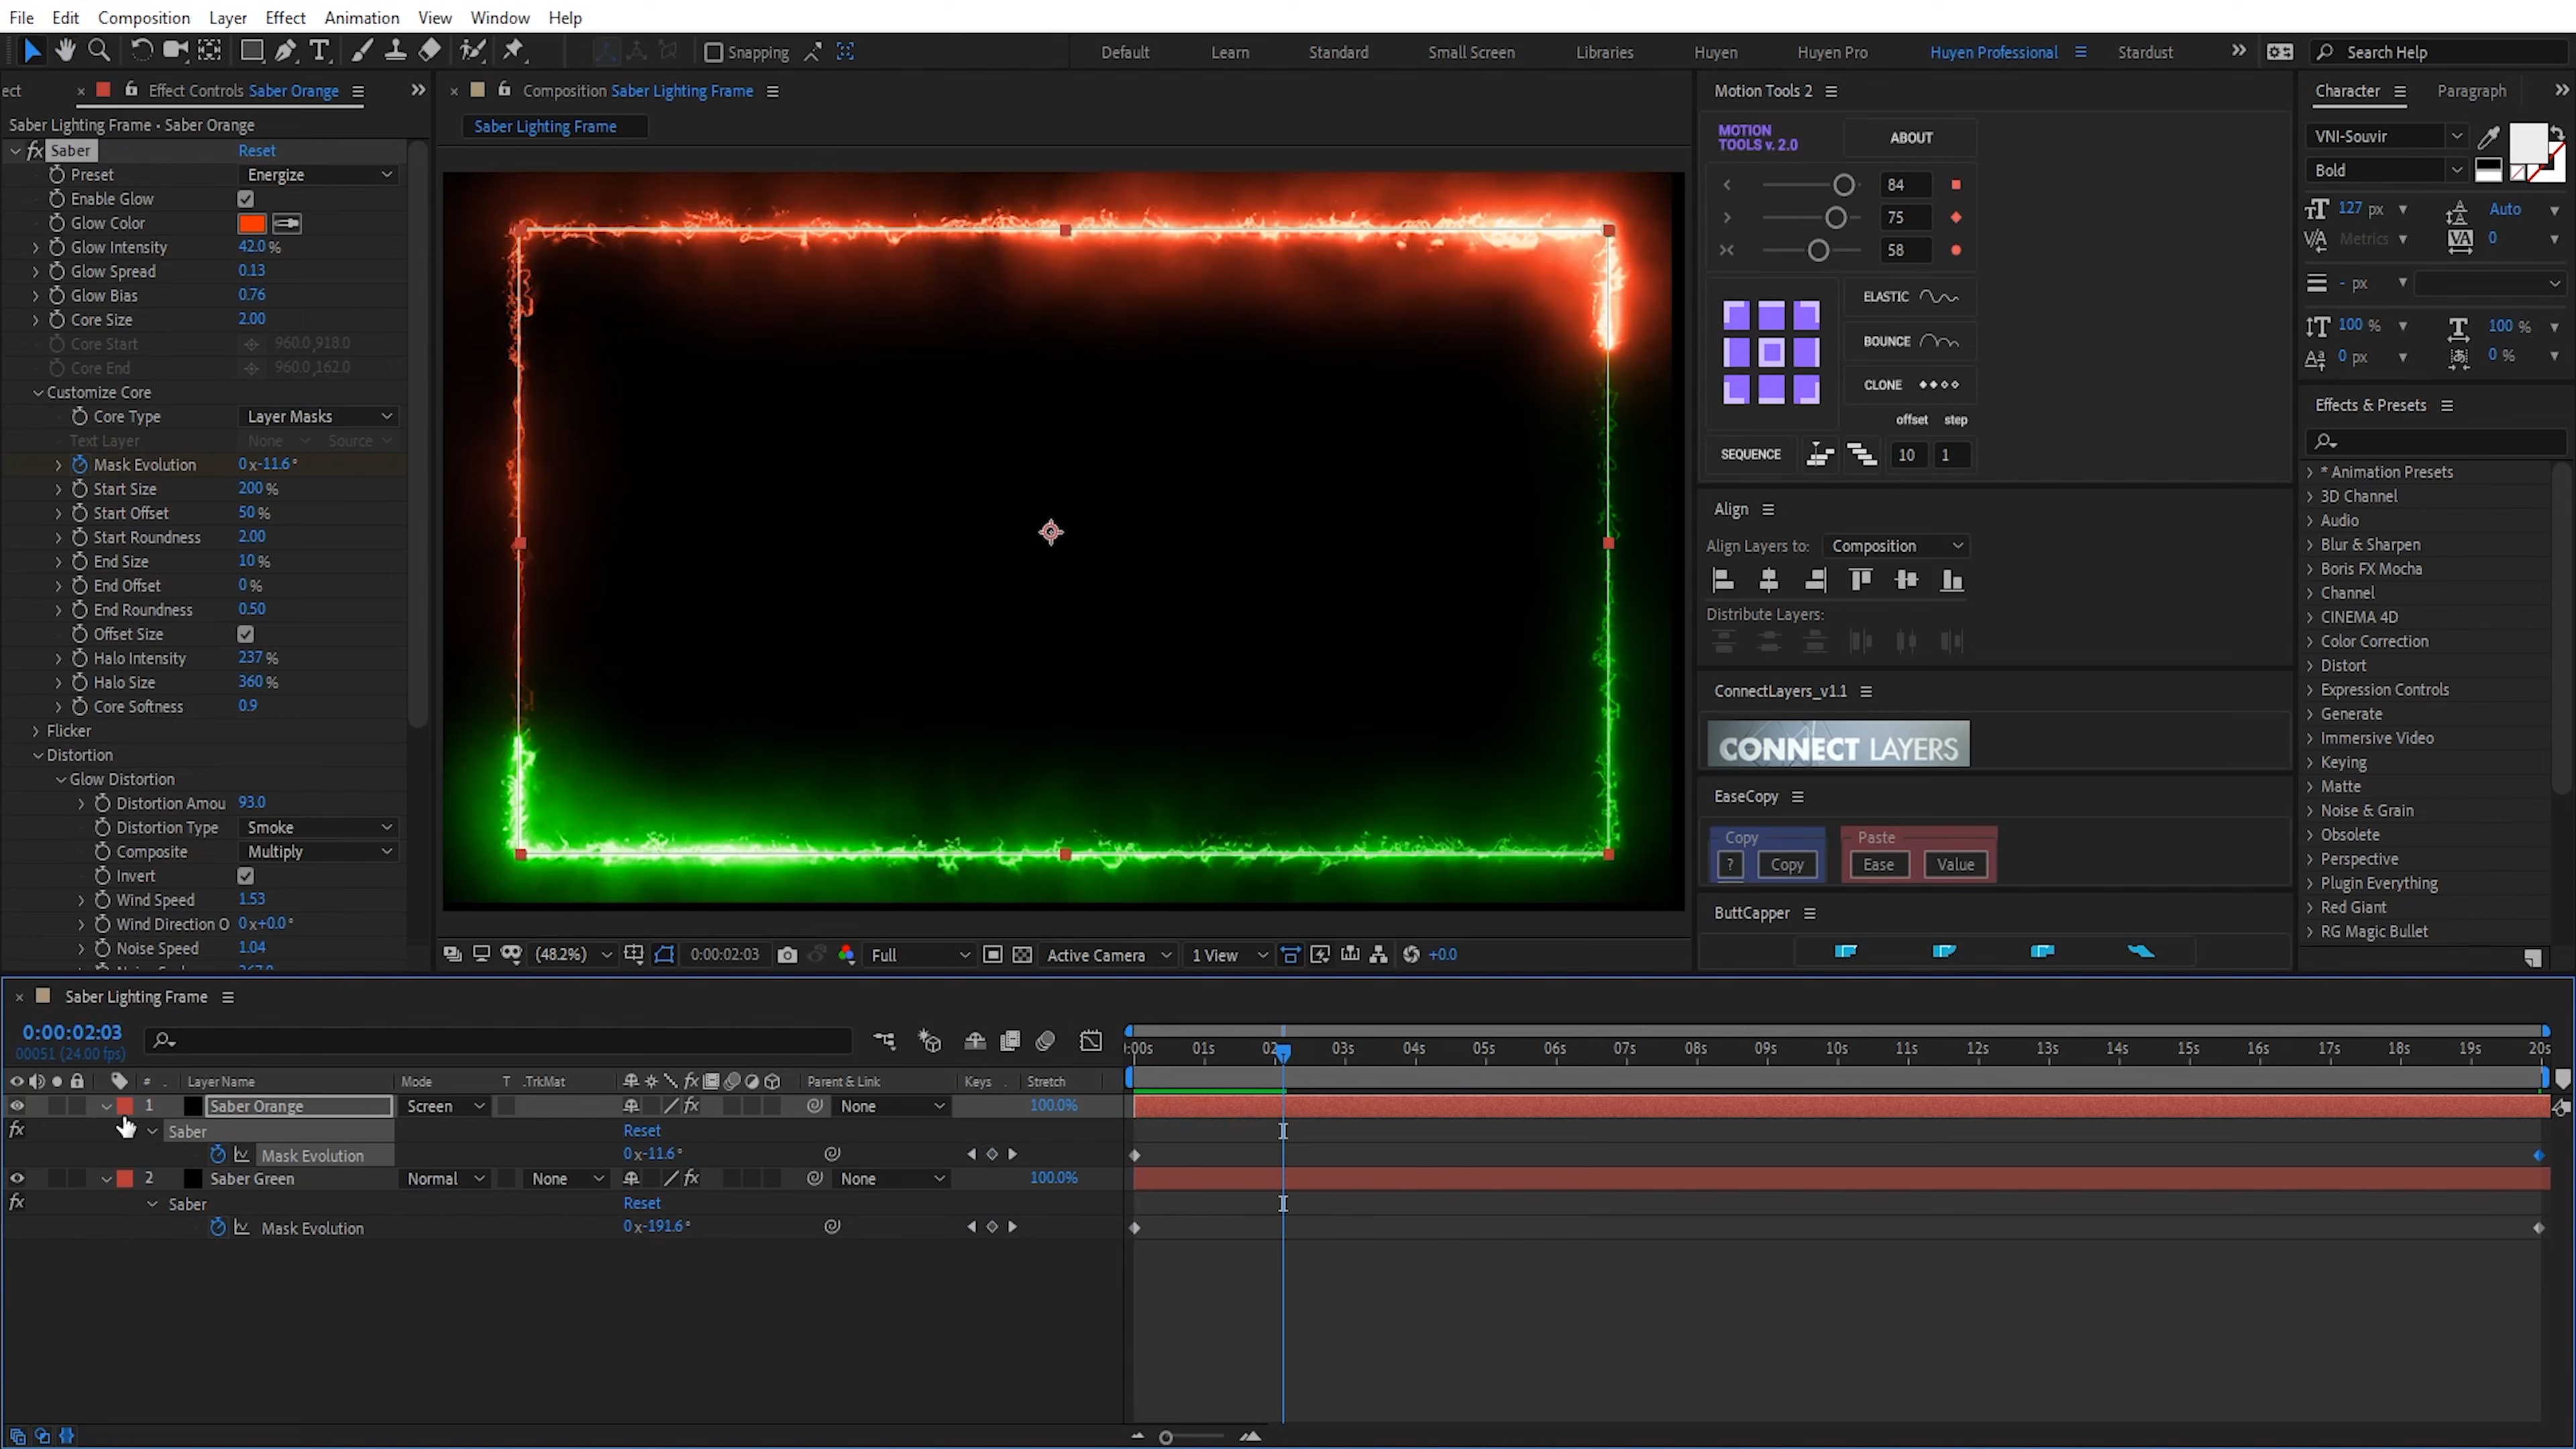 File Edit Composition Layer Effect Animation View Window Help
Snapping Default Learn Standard Small Screen Libraries Huyen Huyen Pro Huyen Professional Stardust Search Help
ect Effect Controls Saber Orange
Saber Lighting Frame • Saber Orange
fx Saber Reset
Preset Energize
Enable Glow
Glow Color
Glow Intensity 42.0 %
Glow Spread 0.13
Glow Bias 0.76
Core Size 2.00
Core Start 960.0,918.0
Core End 960.0,162.0
Customize Core
Core Type Layer Masks
Text Layer None Source
Mask Evolution 0x-11.6°
Start Size 200 %
Start Offset 50 %
Start Roundness 2.00
End Size 10 %
End Offset 0 %
End Roundness 0.50
Offset Size
Halo Intensity 237 %
Halo Size 360 %
Core Softness 0.9
Flicker
Distortion
Glow Distortion
Distortion Amou 93.0
Distortion Type Smoke
Composite Multiply
Invert
Wind Speed 1.53
Wind Direction O 0x+0.0°
Noise Speed 1.04
Composition Saber Lighting Frame
Saber Lighting Frame
(48.2%) 0:00:02:03 Full Active Camera 1 View +0.0
Motion Tools 2
MOTION TOOLS v. 2.0 ABOUT
84
75
58
ELASTIC
BOUNCE
CLONE
offset step
SEQUENCE 10 1
Align
Align Layers to: Composition
Distribute Layers:
ConnectLayers_v1.1
CONNECT LAYERS
EaseCopy
Copy Paste
? Copy Ease Value
ButtCapper
Character Paragraph
VNI-Souvir
Bold
127 px Auto
Metrics 0
- px
100 % 100 %
0 px 0 %
Effects & Presets
* Animation Presets
3D Channel
Audio
Blur & Sharpen
Boris FX Mocha
Channel
CINEMA 4D
Color Correction
Distort
Expression Controls
Generate
Immersive Video
Keying
Matte
Noise & Grain
Obsolete
Perspective
Plugin Everything
Red Giant
RG Magic Bullet
Saber Lighting Frame
0:00:02:03
00051 (24.00 fps)
:00s 01s 02 03s 04s 05s 06s 07s 08s 09s 10s 11s 12s 13s 14s 15s 16s 17s 18s 19s 20s
# Layer Name Mode T .TrkMat fx Parent & Link Keys Stretch
1 Saber Orange Screen fx None 100.0%
fx Saber Reset
Mask Evolution 0x-11.6°
2 Saber Green Normal None fx None 100.0%
fx Saber Reset
Mask Evolution 0x-191.6°